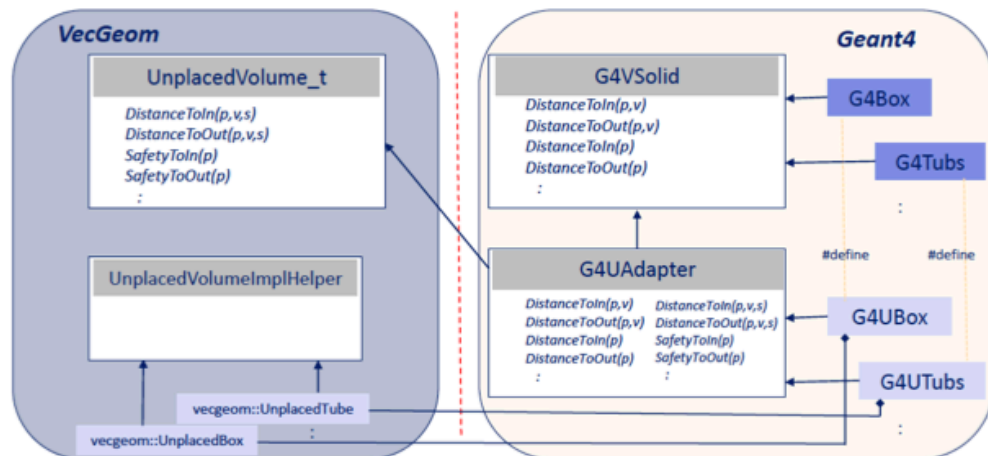 VecGeom
UnplacedVolume_t
DistanceToIn(p,v,s)
DistanceToOut(p,v,s)
SafetyToIn(p)
SafetyToOut(p)
:
UnplacedVolumeImplHelper
vecgeom::UnplacedTube
vecgeom::UnplacedBox
:
Geant4
G4VSolid
DistanceToIn(p,v)
DistanceToOut(p,v)
DistanceToIn(p)
DistanceToOut(p)
:
G4Box
G4Tubs
:
#define
#define
G4UAdapter
DistanceToIn(p,v)
DistanceToOut(p,v)
DistanceToIn(p)
DistanceToOut(p)
:
DistanceToIn(p,v,s)
DistanceToOut(p,v,s)
SafetyToIn(p)
SafetyToOut(p)
:
G4UBox
G4UTubs
: